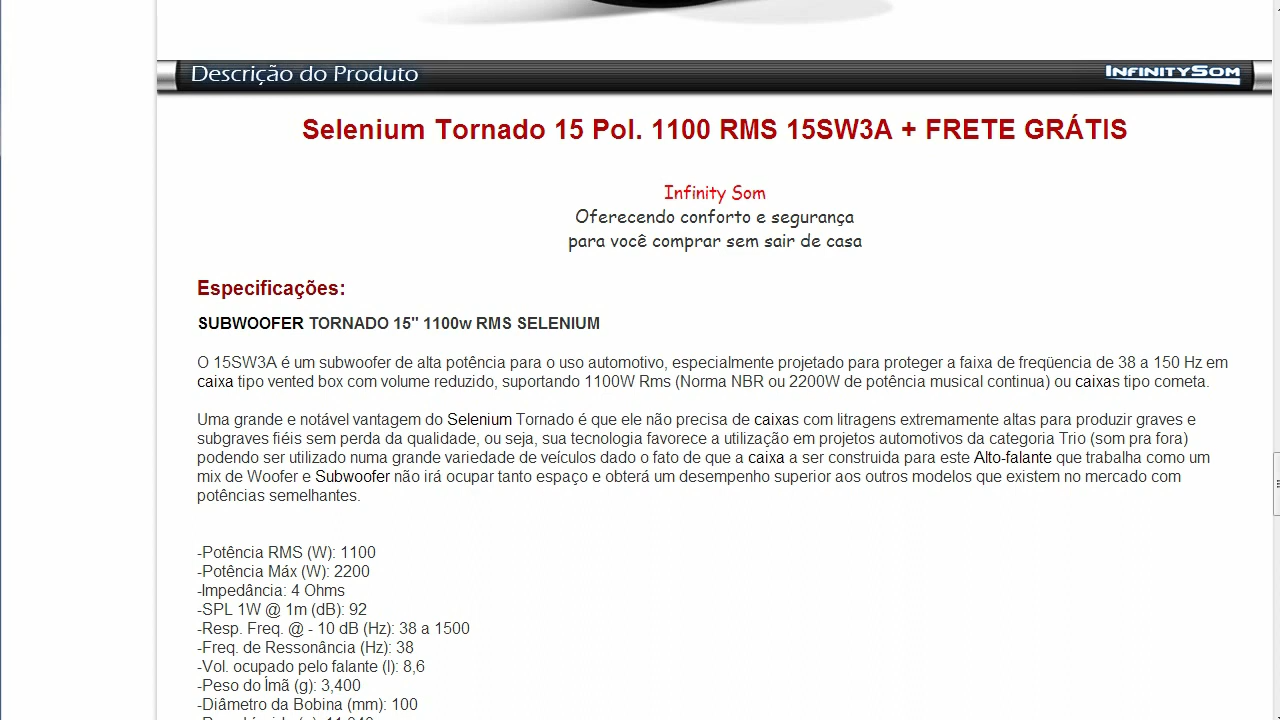 Descrição do Produto
INFINITYSOM
Selenium Tornado 15 Pol. 1100 RMS 15SW3A + FRETE GRÁTIS
Infinity Som
Oferecendo conforto e segurança
para você comprar sem sair de casa
Especificações:
SUBWOOFER TORNADO 15" 1100w RMS SELENIUM
O 15SW3A é um subwoofer de alta potência para o uso automotivo, especialmente projetado para proteger a faixa de freqüencia de 38 a 150 Hz em
caixa tipo vented box com volume reduzido, suportando 1100W Rms (Norma NBR ou 2200W de potência musical continua) ou caixas tipo cometa.
Uma grande e notável vantagem do Selenium Tornado é que ele não precisa de caixas com litragens extremamente altas para produzir graves e
subgraves fiéis sem perda da qualidade, ou seja, sua tecnologia favorece a utilização em projetos automotivos da categoria Trio (som pra fora)
podendo ser utilizado numa grande variedade de veículos dado o fato de que a caixa a ser construida para este Alto-falante que trabalha como um
mix de Woofer e Subwoofer não irá ocupar tanto espaço e obterá um desempenho superior aos outros modelos que existem no mercado com
potências semelhantes.
-Potência RMS (W): 1100
-Potência Máx (W): 2200
-Impedância: 4 Ohms
-SPL 1W @ 1m (dB): 92
-Resp. Freq. @ - 10 dB (Hz): 38 a 1500
-Freq. de Ressonância (Hz): 38
-Vol. ocupado pelo falante (l): 8,6
-Peso do Ímã (g): 3,400
-Diâmetro da Bobina (mm): 100